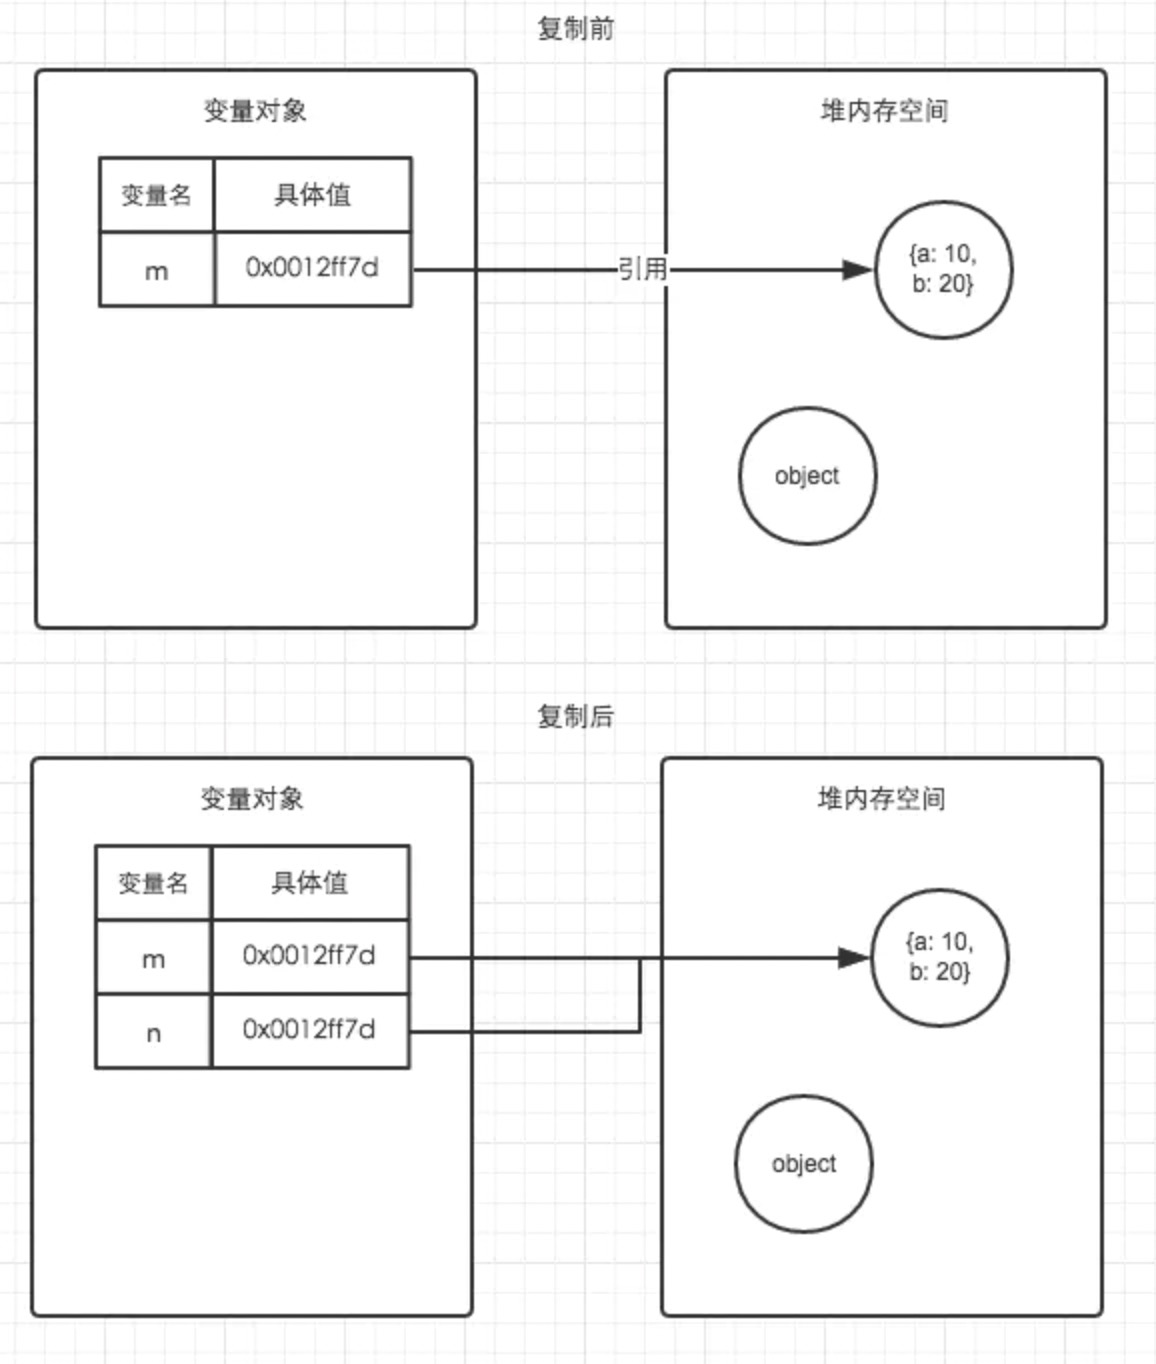 复制前
变量对象
堆内存空间
变量名
具体值
m
0x0012ff7d
引用
{a: 10,
b: 20}
object
复制后
变量对象
堆内存空间
变量名
具体值
m
0x0012ff7d
{a: 10,
b: 20}
n
0x0012ff7d
object